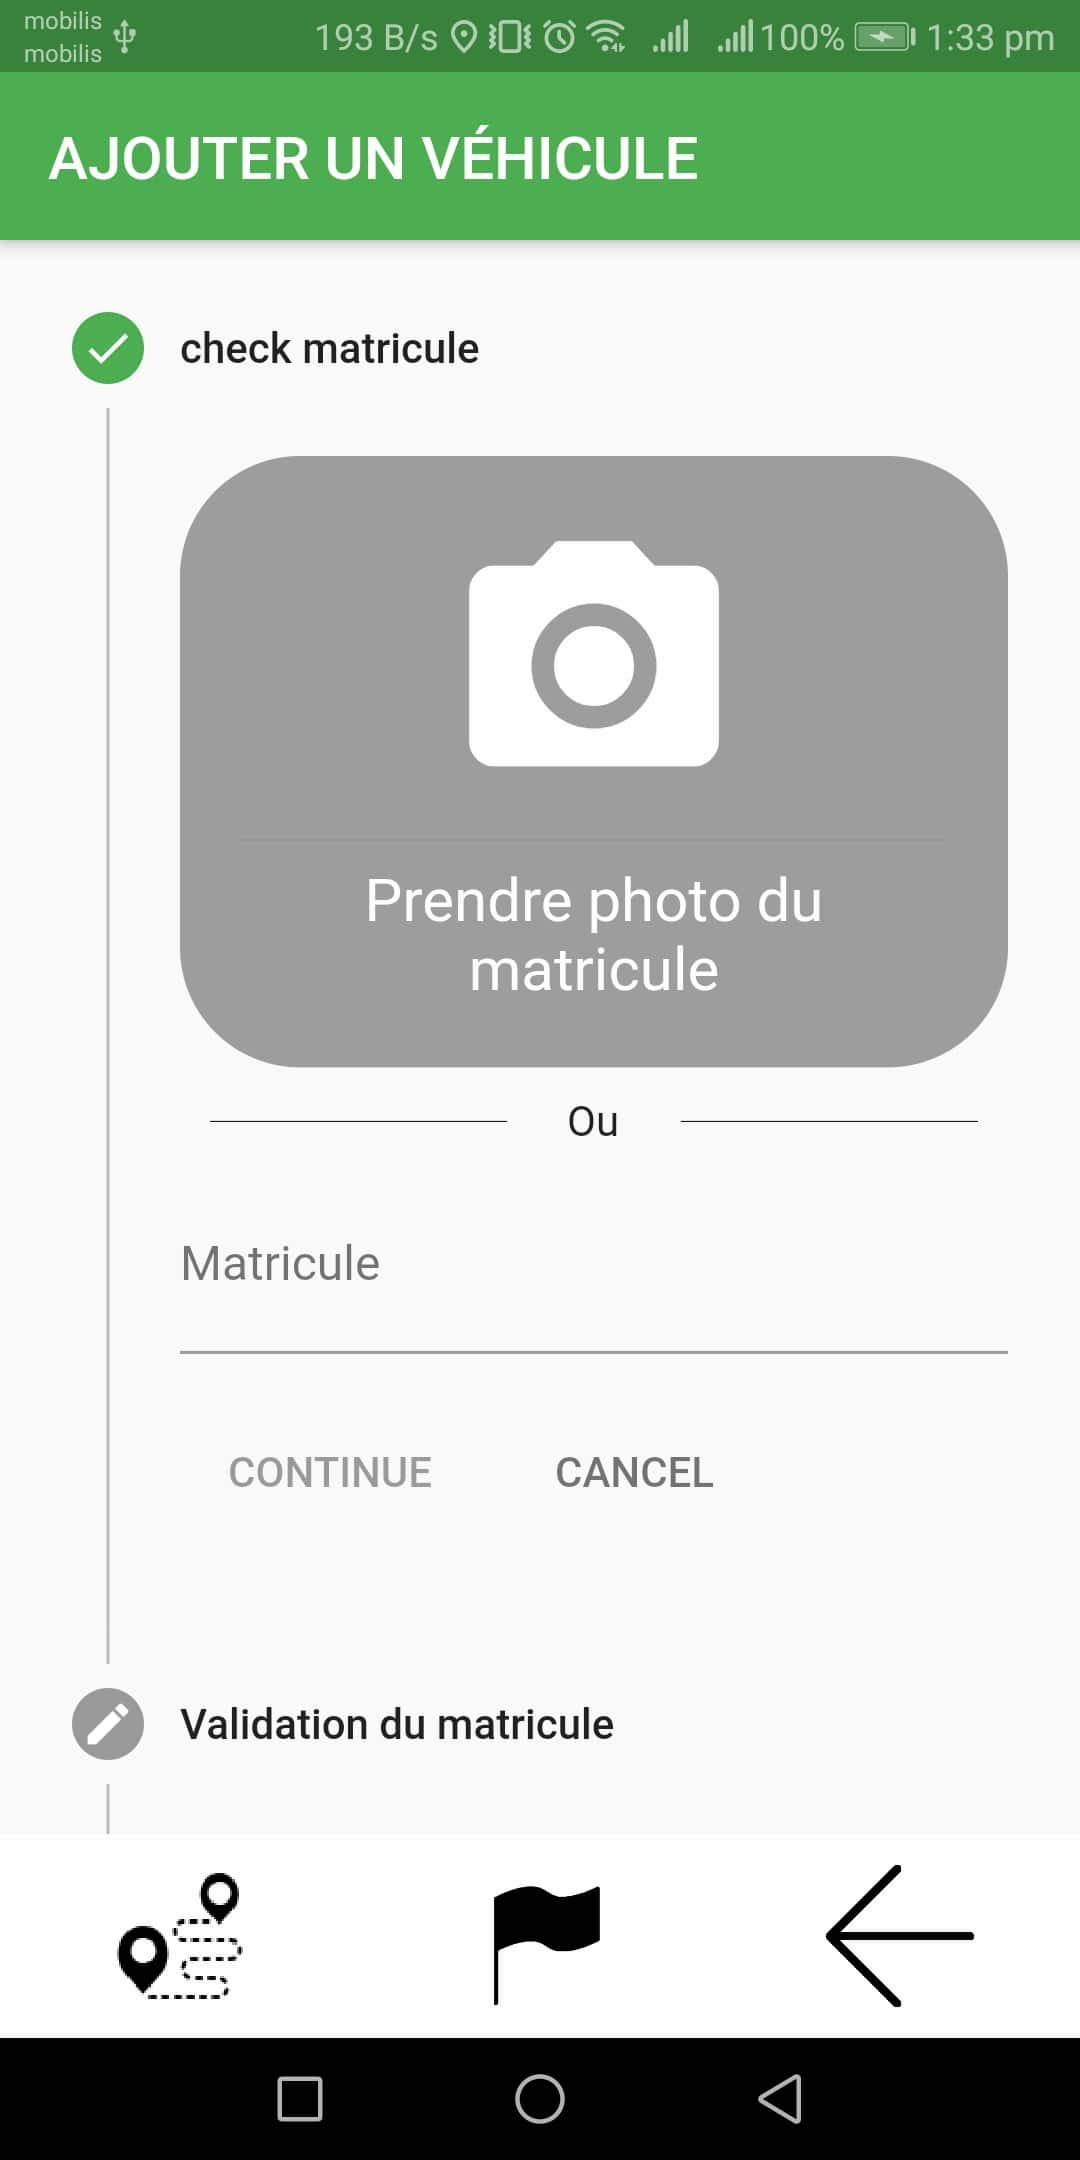 mobilis
mobilis
193 B/s
100%
1:33 pm
AJOUTER UN VÉHICULE
check matricule
Prendre photo du
matricule
Ou
Matricule
CONTINUE
CANCEL
Validation du matricule